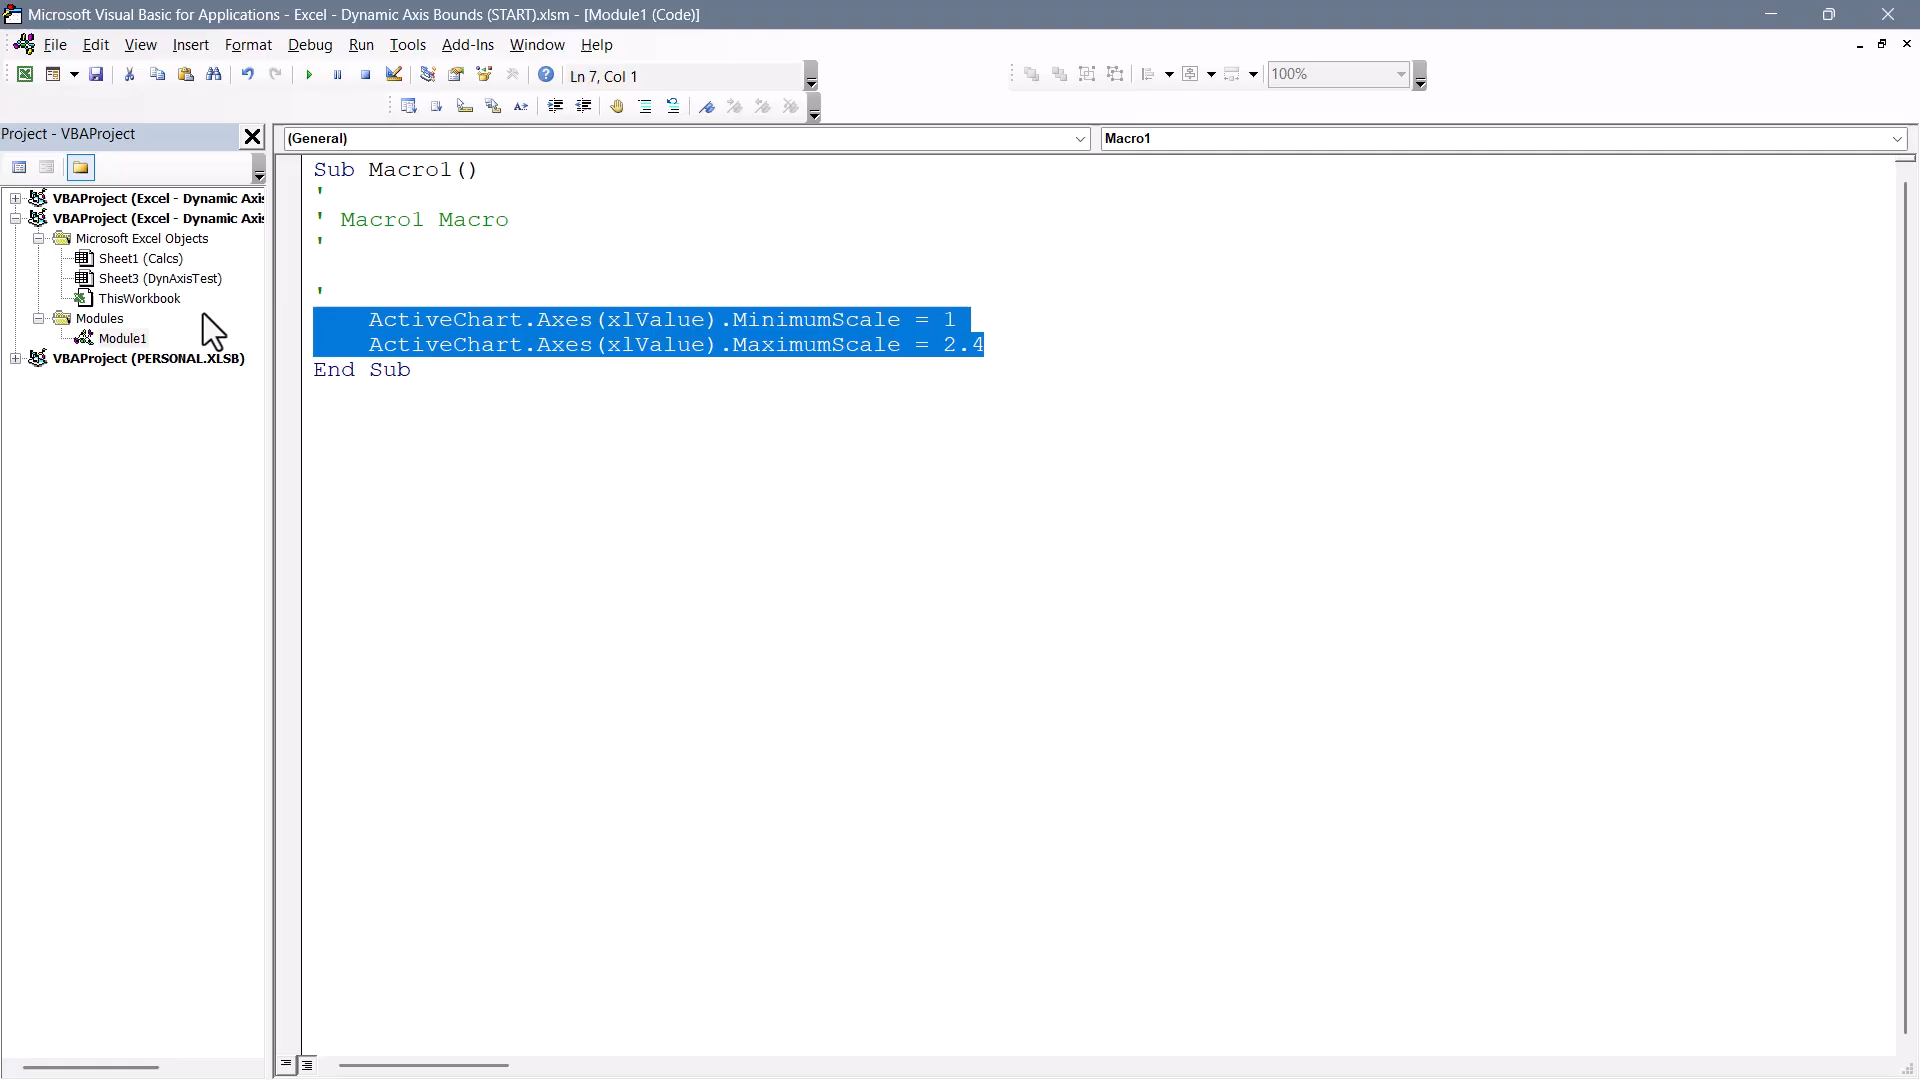 Microsoft Visual Basic for Applications - Excel - Dynamic Axis Bounds (START).xlsm - [Module1 (Code)]
File Edit View Insert Format Debug Run Tools Add-Ins Window Help
Ln 7, Col 1
100%
Project - VBAProject
(General)
Macro1
VBAProject (Excel - Dynamic Axis
VBAProject (Excel - Dynamic Axis
Microsoft Excel Objects
Sheet1 (Calcs)
Sheet3 (DynAxisTest)
ThisWorkbook
Modules
Module1
VBAProject (PERSONAL.XLSB)
Sub Macro1()
'
' Macro1 Macro
'
'
ActiveChart.Axes(xlValue).MinimumScale = 1
ActiveChart.Axes(xlValue).MaximumScale = 2.4
End Sub